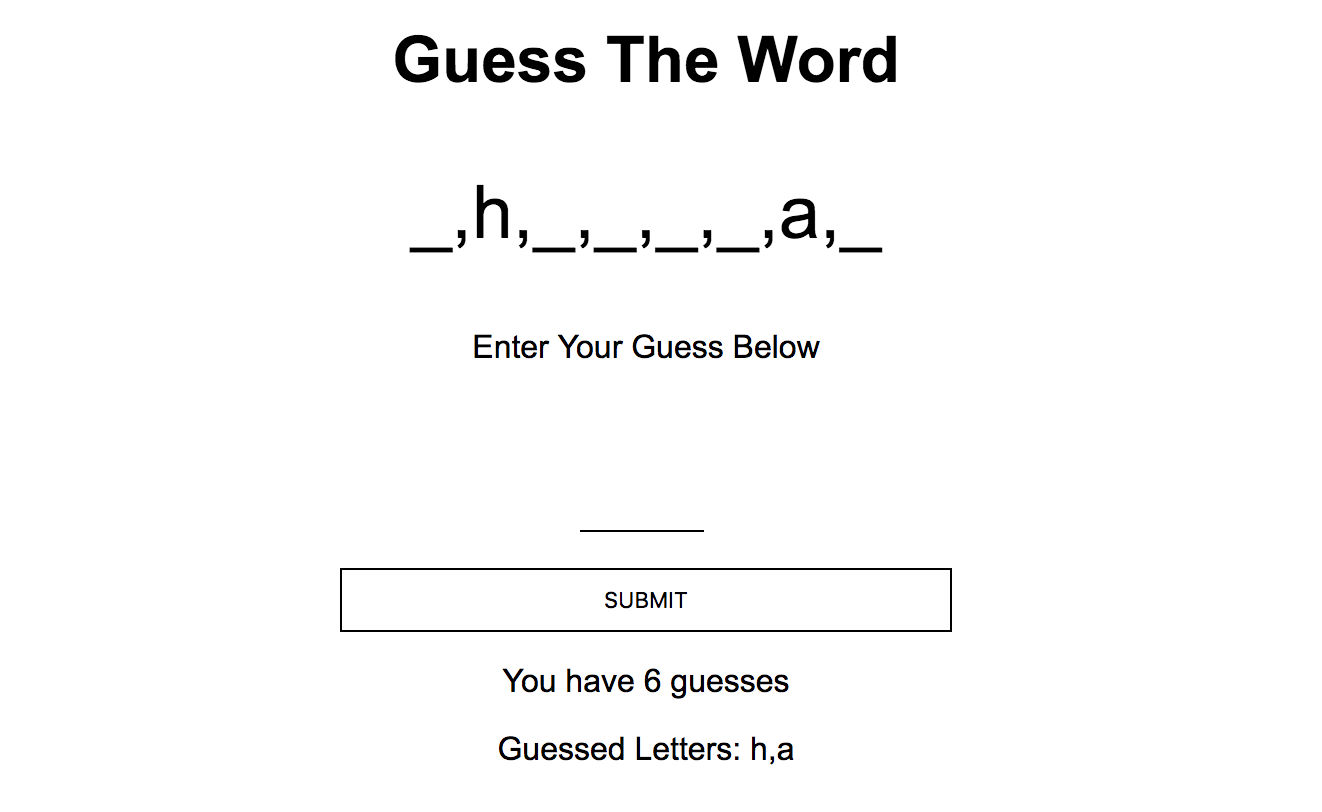 Guess The Word
_,h,_,_,_,_,a,_
Enter Your Guess Below
SUBMIT
You have 6 guesses
Guessed Letters: h,a